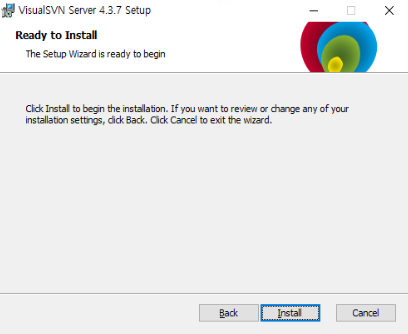 VisualSVN Server 4.3.7 Setup
Ready to Install
The Setup Wizard is ready to begin
Click Install to begin the installation. If you want to review or change any of your
installation settings, click Back. Click Cancel to exit the wizard.
Back Install Cancel